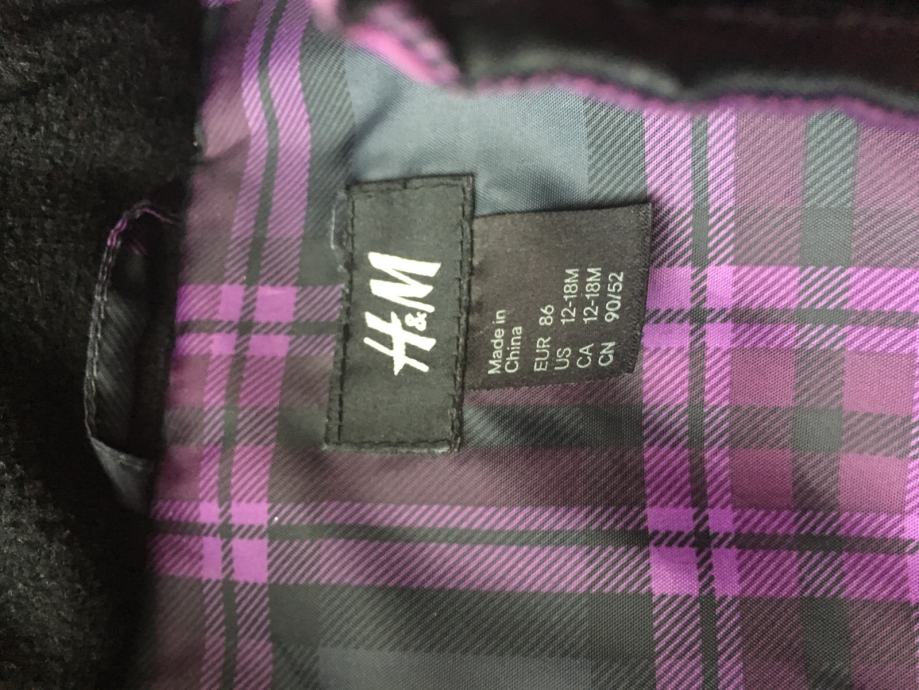 H&M
Made in
China
EUR 86
US 12-18M
CA 12-18M
CN 90/52